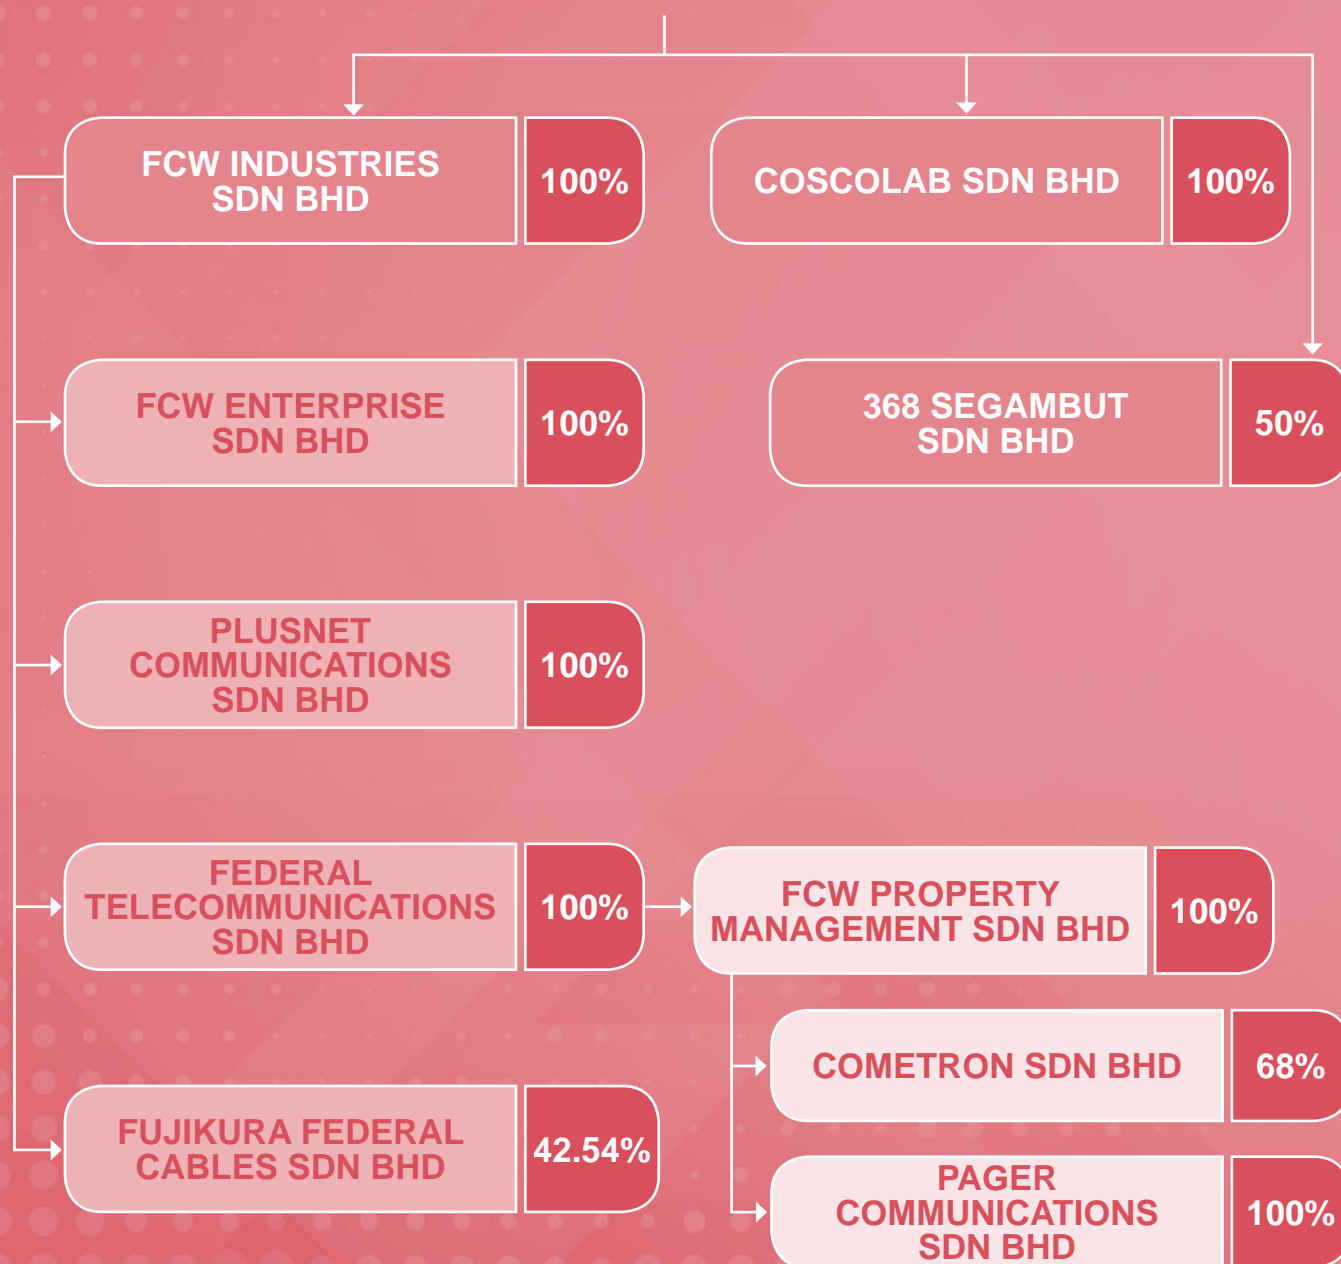 FCW INDUSTRIES
SDN BHD
100%
COSCOLAB SDN BHD
100%
FCW ENTERPRISE
SDN BHD
100%
368 SEGAMBUT
SDN BHD
50%
PLUSNET
COMMUNICATIONS
SDN BHD
100%
FEDERAL
TELECOMMUNICATIONS
SDN BHD
100%
FCW PROPERTY
MANAGEMENT SDN BHD
100%
COMETRON SDN BHD
68%
FUJIKURA FEDERAL
CABLES SDN BHD
42.54%
PAGER
COMMUNICATIONS
SDN BHD
100%